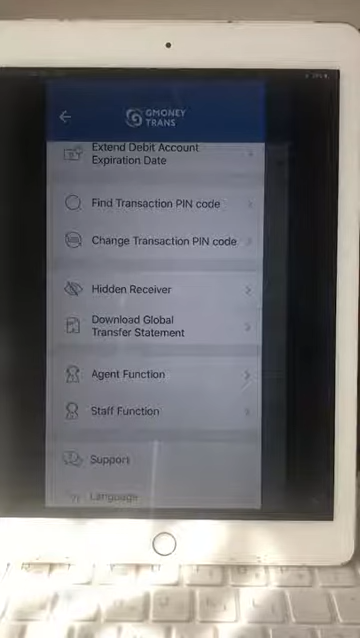 GMONEY
TRANS
Extend Debit Account
Expiration Date
Find Transaction PIN code
Change Transaction PIN code
Hidden Receiver
Download Global
Transfer Statement
Agent Function
Staff Function
Support
Language